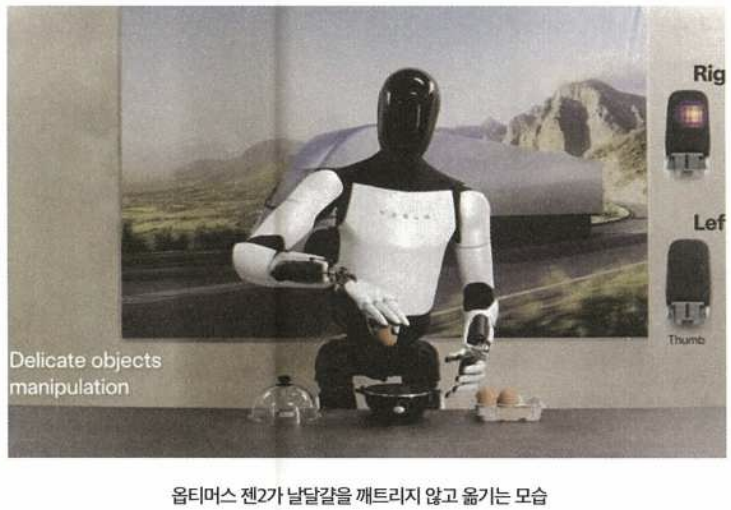 Rig
TESLA
Lef
Thumb
Delicate objects
manipulation
옵티머스 젠2가 날달걀을 깨트리지 않고 옮기는 모습